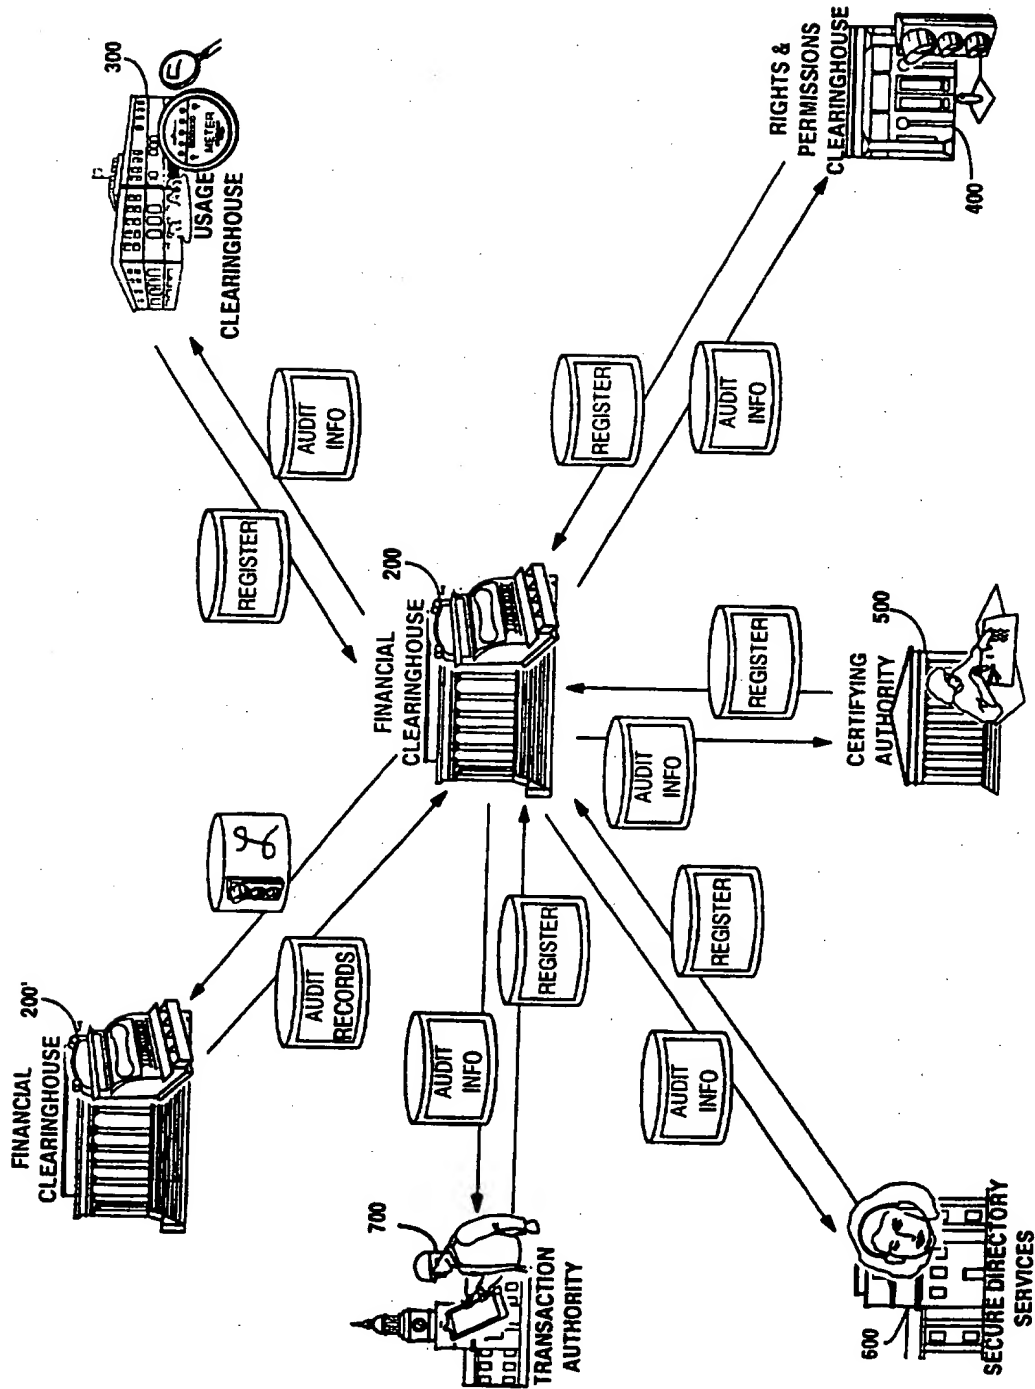 FINANCIAL
CLEARINGHOUSE
200'
300
METER
USAGE
CLEARINGHOUSE
REGISTER
AUDIT
INFO
AUDIT
RECORDS
FINANCIAL
CLEARINGHOUSE
200
700
TRANSACTION
AUTHORITY
AUDIT
INFO
REGISTER
REGISTER
AUDIT
INFO
RIGHTS &
PERMISSIONS
CLEARINGHOUSE
400
AUDIT
INFO
REGISTER
AUDIT
INFO
REGISTER
600
SECURE DIRECTORY
SERVICES
CERTIFYING
AUTHORITY
500